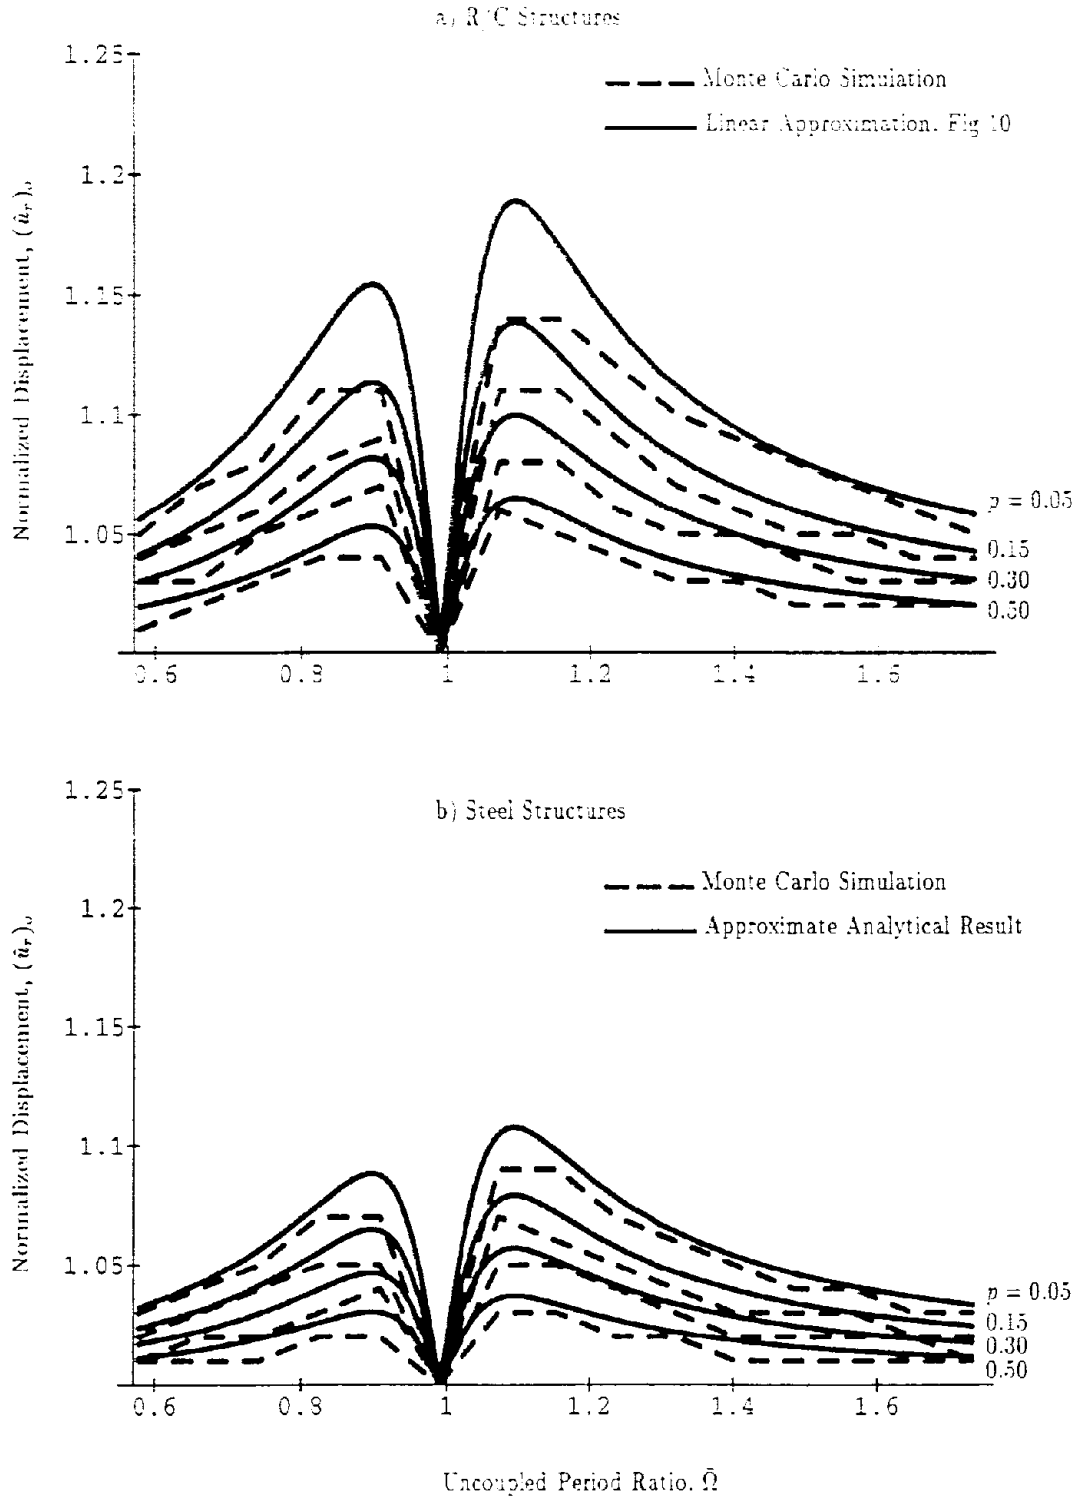 a) R/C Structures
1.25
Monte Carlo Simulation
Linear Approximation. Fig 10
1.2
1.15
1.1
1.05
Normalized Displacement,
p = 0.05
0.15
0.30
0.50
0.6 0.8 1 1.2 1.4 1.6
1.25
b) Steel Structures
Monte Carlo Simulation
Approximate Analytical Result
1.2
1.15
1.1
1.05
Normalized Displacement,
p = 0.05
0.15
0.30
0.50
0.6 0.8 1 1.2 1.4 1.6
Uncoupled Period Ratio. Ω̄